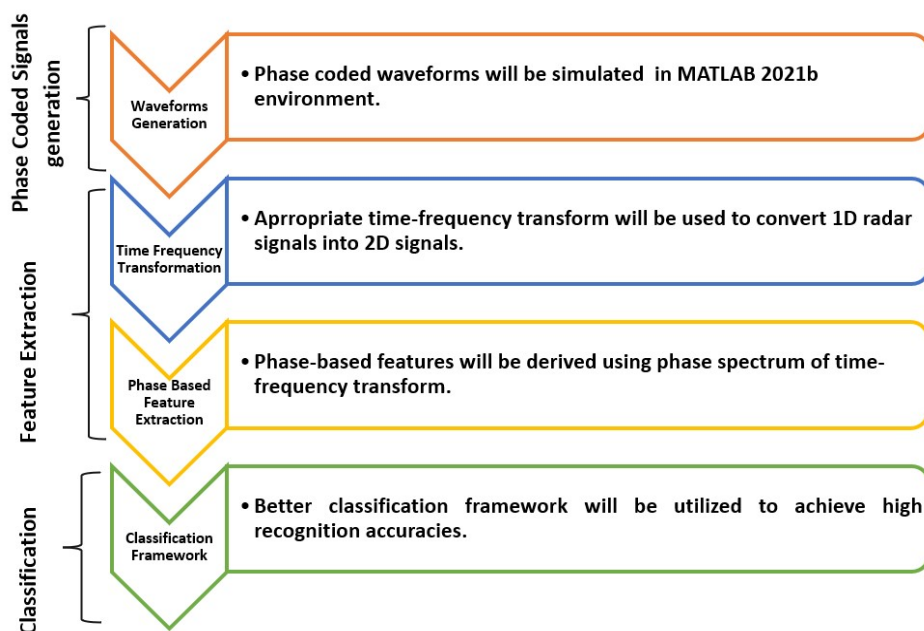 Phase Coded Signals
generation
Waveforms
Generation
• Phase coded waveforms will be simulated in MATLAB 2021b
environment.
Feature Extraction
Time Frequency
Transformation
• Aprropriate time-frequency transform will be used to convert 1D radar
signals into 2D signals.
Phase Based
Feature
Extraction
• Phase-based features will be derived using phase spectrum of time-
frequency transform.
Classification
Classification
Framework
• Better classification framework will be utilized to achieve high
recognition accuracies.